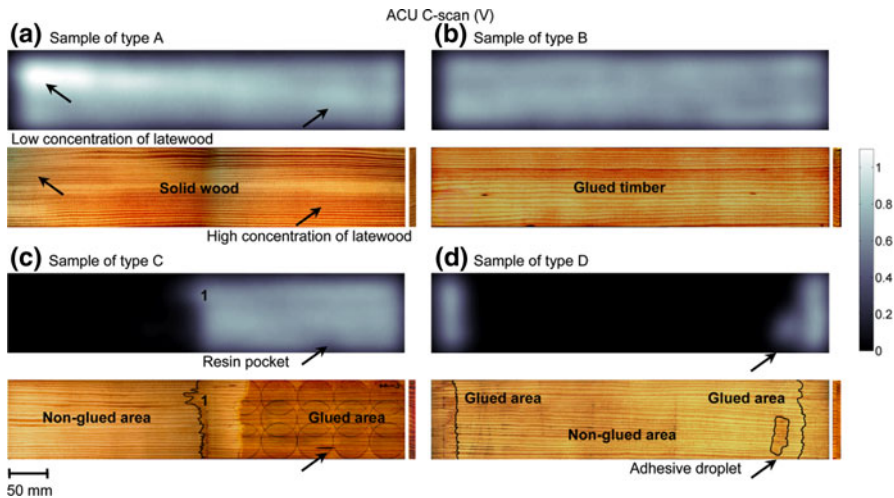 ACU C-scan (V)
(a) Sample of type A
Low concentration of latewood
Solid wood
High concentration of latewood
(b) Sample of type B
Glued timber
(c) Sample of type C
1
Resin pocket
Non-glued area
1
Glued area
(d) Sample of type D
Glued area
Glued area
Non-glued area
Adhesive droplet
1
0.8
0.6
0.4
0.2
0
50 mm